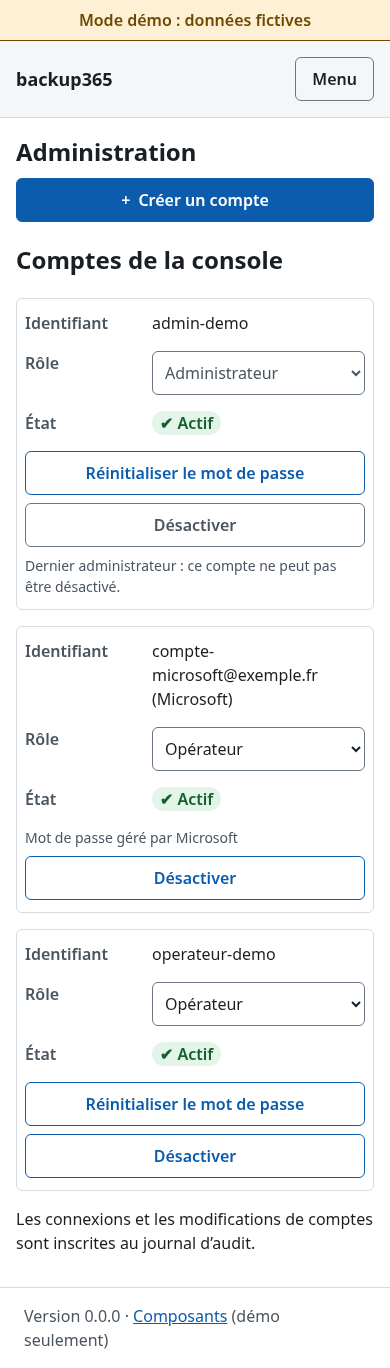 Mode démo : données fictives
backup365
Menu
Administration
+ Créer un compte
Comptes de la console
Identifiant admin-demo
Rôle Administrateur
État ✔ Actif
Réinitialiser le mot de passe
Désactiver
Dernier administrateur : ce compte ne peut pas
être désactivé.
Identifiant compte-
microsoft@exemple.fr
(Microsoft)
Rôle Opérateur
État ✔ Actif
Mot de passe géré par Microsoft
Désactiver
Identifiant operateur-demo
Rôle Opérateur
État ✔ Actif
Réinitialiser le mot de passe
Désactiver
Les connexions et les modifications de comptes
sont inscrites au journal d’audit.
Version 0.0.0 · Composants (démo
seulement)